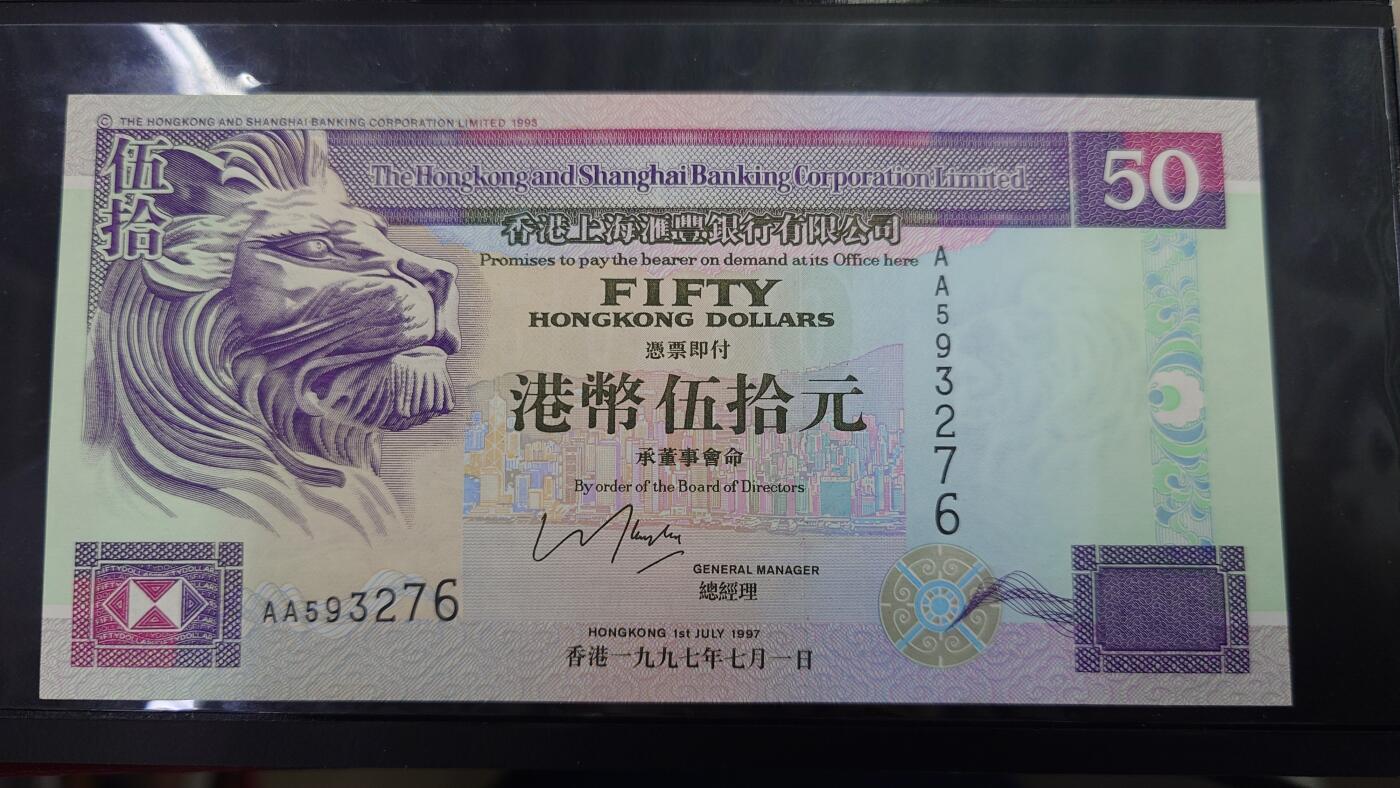 © THE HONGKONG AND SHANGHAI BANKING CORPORATION LIMITED 1993
伍拾
The Hongkong and Shanghai Banking Corporation Limited
50
香港上海滙豐銀行有限公司
Promises to pay the bearer on demand at its Office here
FIFTY
HONGKONG DOLLARS
憑票即付
港幣伍拾元
承董事會命
By order of the Board of Directors
GENERAL MANAGER
總經理
HONGKONG 1st JULY 1997
香港一九九七年七月一日
AA593276
AA593276